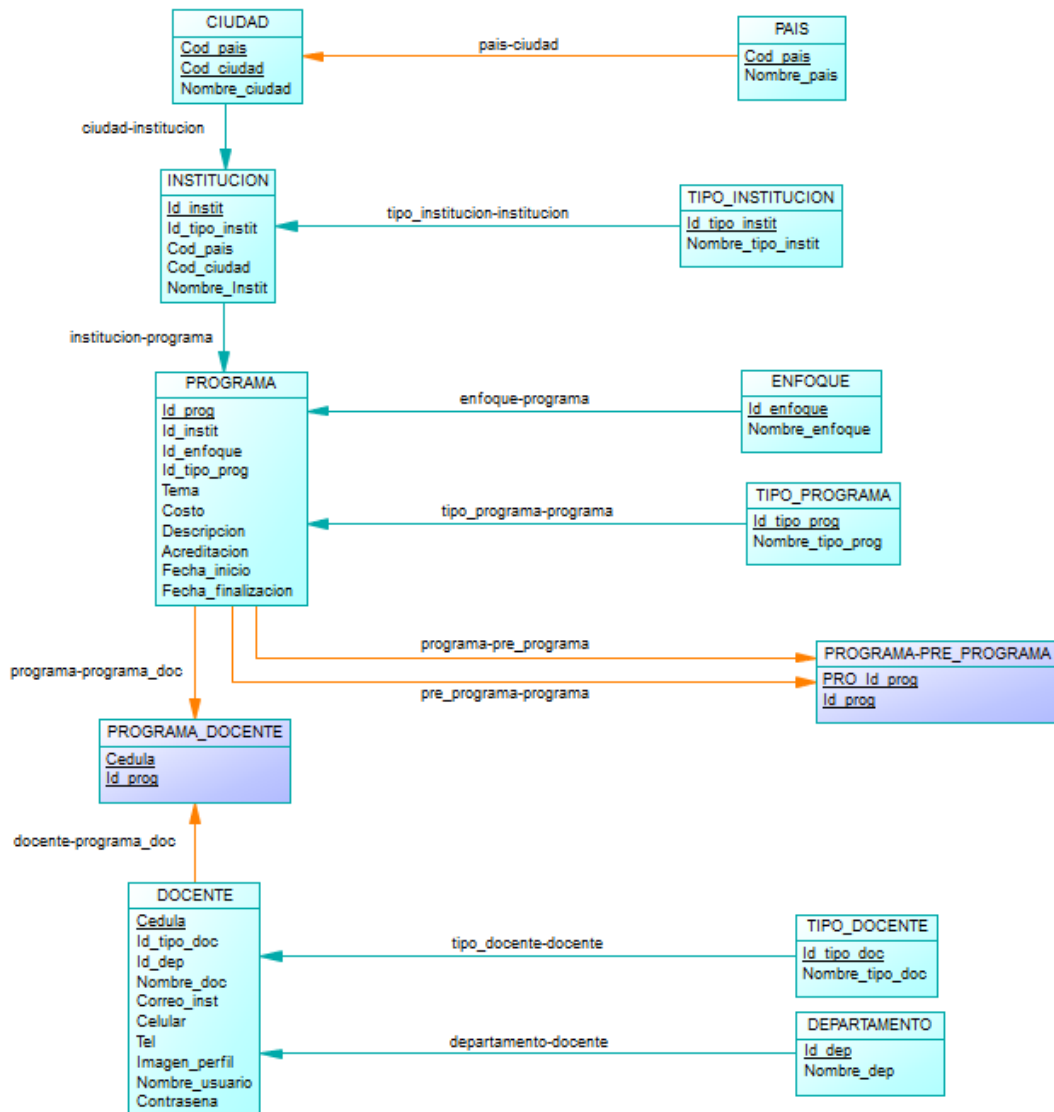 CIUDAD
Cod_pais
Cod_ciudad
Nombre_ciudad
pais-ciudad
PAIS
Cod_pais
Nombre_pais
ciudad-institucion
INSTITUCION
Id_instit
Id_tipo_instit
Cod_pais
Cod_ciudad
Nombre_Instit
tipo_institucion-institucion
TIPO_INSTITUCION
Id_tipo_instit
Nombre_tipo_instit
institucion-programa
PROGRAMA
Id_prog
Id_instit
Id_enfoque
Id_tipo_prog
Tema
Costo
Descripcion
Acreditacion
Fecha_inicio
Fecha_finalizacion
enfoque-programa
ENFOQUE
Id_enfoque
Nombre_enfoque
tipo_programa-programa
TIPO_PROGRAMA
Id_tipo_prog
Nombre_tipo_prog
programa-pre_programa
pre_programa-programa
PROGRAMA-PRE_PROGRAMA
PRO_Id_prog
Id_prog
programa-programa_doc
PROGRAMA_DOCENTE
Cedula
Id_prog
docente-programa_doc
DOCENTE
Cedula
Id_tipo_doc
Id_dep
Nombre_doc
Correo_inst
Celular
Tel
Imagen_perfil
Nombre_usuario
Contrasena
tipo_docente-docente
TIPO_DOCENTE
Id_tipo_doc
Nombre_tipo_doc
departamento-docente
DEPARTAMENTO
Id_dep
Nombre_dep